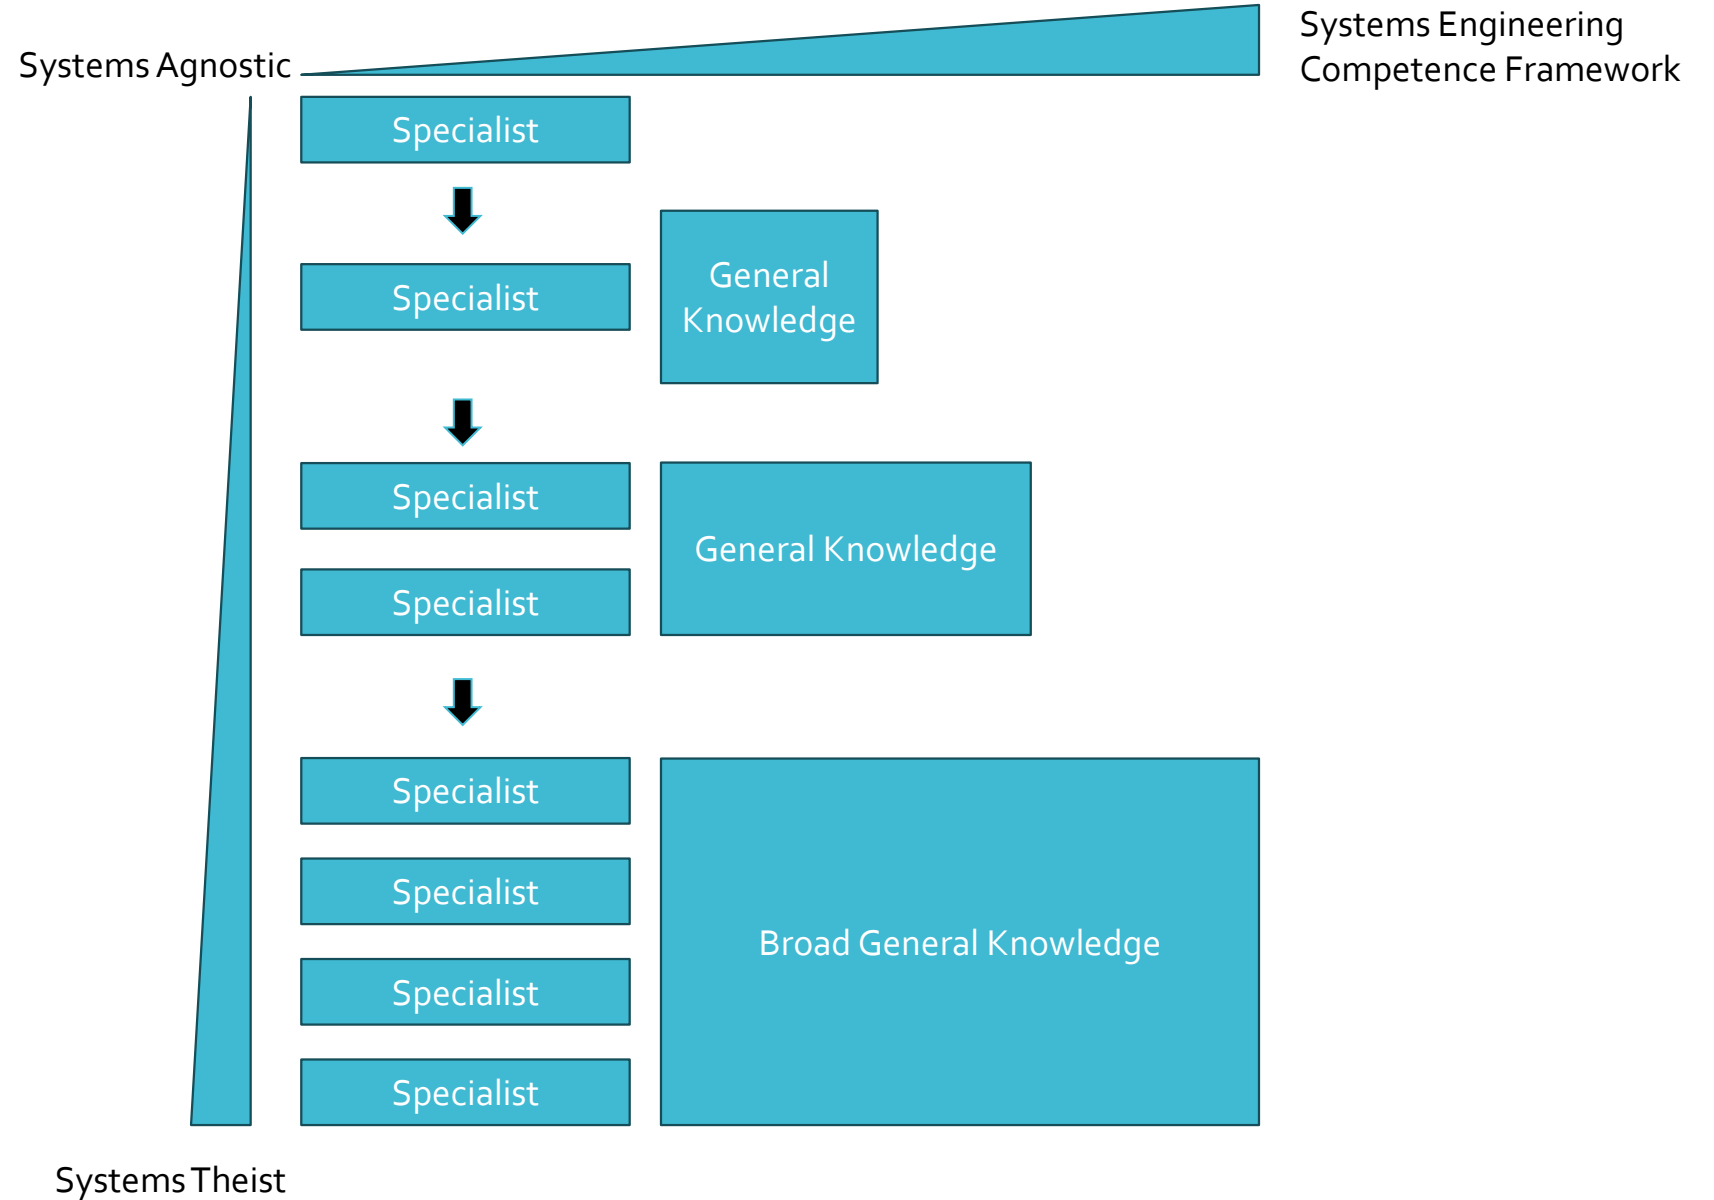 Systems Agnostic
Systems Engineering
Competence Framework
Specialist
Specialist
General
Knowledge
Specialist
General Knowledge
Specialist
Specialist
Specialist
Broad General Knowledge
Specialist
Specialist
Systems Theist